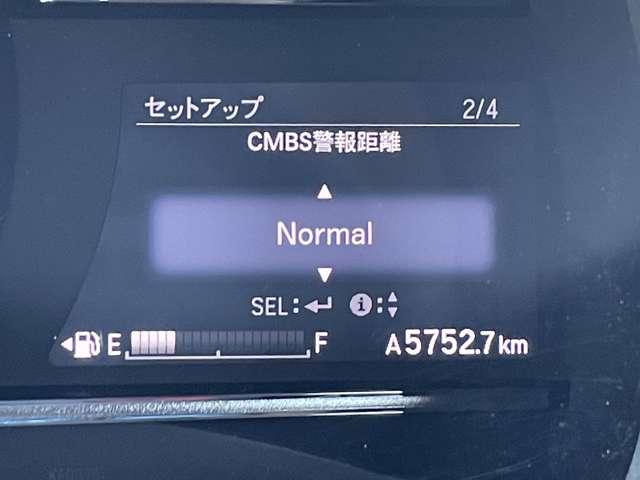 セットアップ 2/4
CMBS警報距離
▲
Normal
▼
SEL:↵ i:▲▼
E F A5752.7km